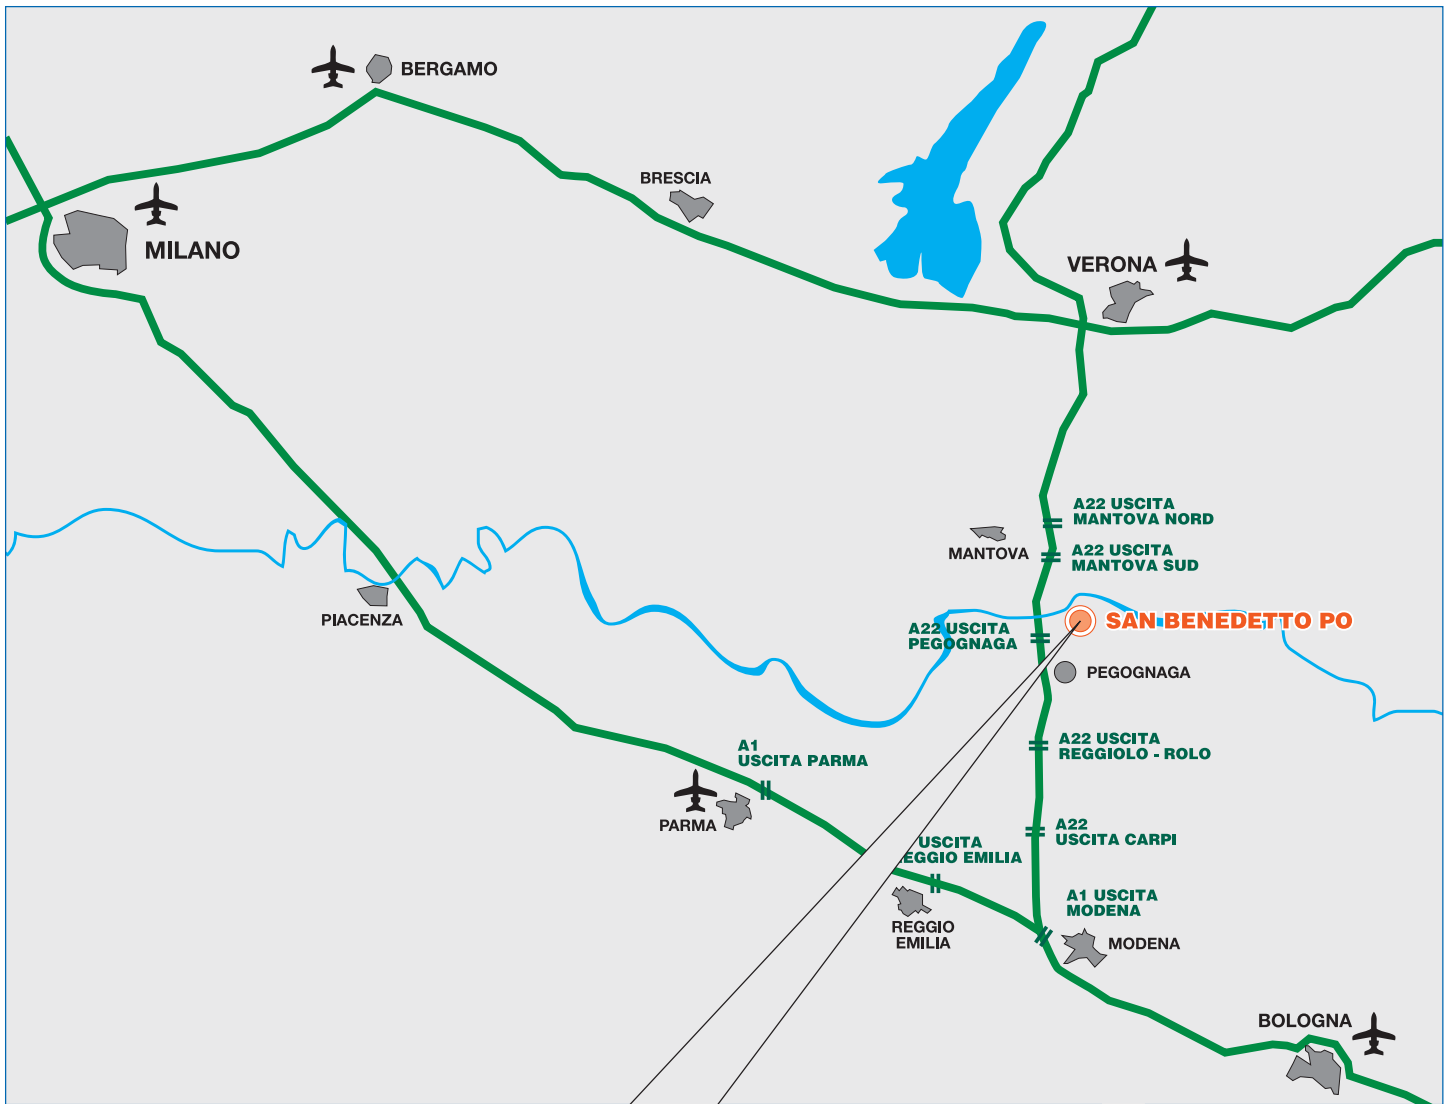 BERGAMO
BRESCIA
MILANO
VERONA
A22 USCITA
MANTOVA NORD
MANTOVA
A22 USCITA
MANTOVA SUD
PIACENZA
SAN BENEDETTO PO
A22 USCITA
PEGOGNAGA
PEGOGNAGA
A22 USCITA
REGGIOLO - ROLO
A1
USCITA PARMA
PARMA
A22
USCITA CARPI
USCITA
EGGIO EMILIA
A1 USCITA
MODENA
REGGIO
EMILIA
MODENA
BOLOGNA